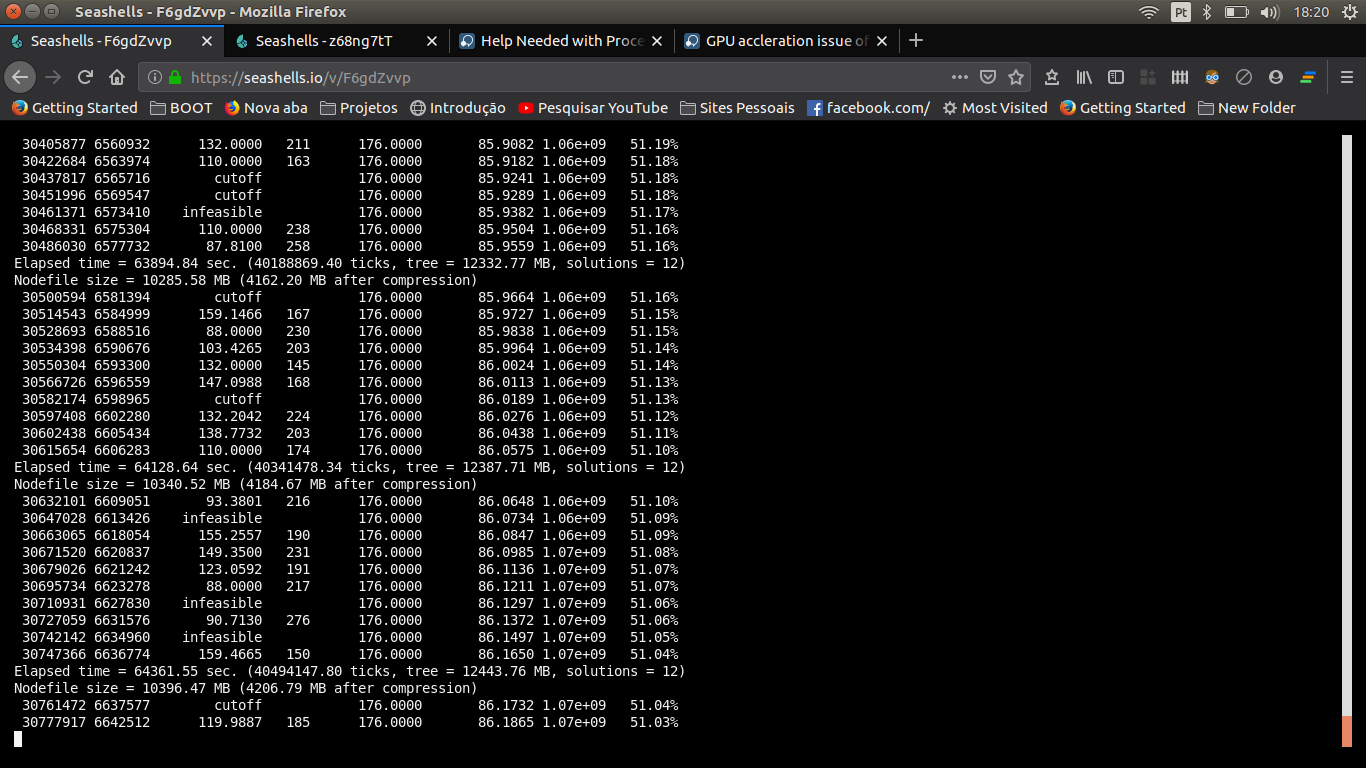 Seashells - F6gdZvvp - Mozilla Firefox
Pt
18:20
Seashells - F6gdZvvp
Seashells - z68ng7tT
Help Needed with Proce
GPU accleration issue of
https://seashells.io/v/F6gdZvvp
Getting Started BOOT Nova aba Projetos Introdução Pesquisar YouTube Sites Pessoais facebook.com/ Most Visited Getting Started New Folder
30405877 6560932 132.0000 211 176.0000 85.9082 1.06e+09 51.19%
30422684 6563974 110.0000 163 176.0000 85.9182 1.06e+09 51.18%
30437817 6565716 cutoff 176.0000 85.9241 1.06e+09 51.18%
30451996 6569547 cutoff 176.0000 85.9289 1.06e+09 51.18%
30461371 6573410 infeasible 176.0000 85.9382 1.06e+09 51.17%
30468331 6575304 110.0000 238 176.0000 85.9504 1.06e+09 51.16%
30486030 6577732 87.8100 258 176.0000 85.9559 1.06e+09 51.16%
Elapsed time = 63894.84 sec. (40188869.40 ticks, tree = 12332.77 MB, solutions = 12)
Nodefile size = 10285.58 MB (4162.20 MB after compression)
30500594 6581394 cutoff 176.0000 85.9664 1.06e+09 51.16%
30514543 6584999 159.1466 167 176.0000 85.9727 1.06e+09 51.15%
30528693 6588516 88.0000 230 176.0000 85.9838 1.06e+09 51.15%
30534398 6590676 103.4265 203 176.0000 85.9964 1.06e+09 51.14%
30550304 6593300 132.0000 145 176.0000 86.0024 1.06e+09 51.14%
30566726 6596559 147.0988 168 176.0000 86.0113 1.06e+09 51.13%
30582174 6598965 cutoff 176.0000 86.0189 1.06e+09 51.13%
30597408 6602280 132.2042 224 176.0000 86.0276 1.06e+09 51.12%
30602438 6605434 138.7732 203 176.0000 86.0438 1.06e+09 51.11%
30615654 6606283 110.0000 174 176.0000 86.0575 1.06e+09 51.10%
Elapsed time = 64128.64 sec. (40341478.34 ticks, tree = 12387.71 MB, solutions = 12)
Nodefile size = 10340.52 MB (4184.67 MB after compression)
30632101 6609051 93.3801 216 176.0000 86.0648 1.06e+09 51.10%
30647028 6613426 infeasible 176.0000 86.0734 1.06e+09 51.09%
30663065 6618054 155.2557 190 176.0000 86.0847 1.06e+09 51.09%
30671520 6620837 149.3500 231 176.0000 86.0985 1.07e+09 51.08%
30679026 6621242 123.0592 191 176.0000 86.1136 1.07e+09 51.07%
30695734 6623278 88.0000 217 176.0000 86.1211 1.07e+09 51.07%
30710931 6627830 infeasible 176.0000 86.1297 1.07e+09 51.06%
30727059 6631576 90.7130 276 176.0000 86.1372 1.07e+09 51.06%
30742142 6634960 infeasible 176.0000 86.1497 1.07e+09 51.05%
30747366 6636774 159.4665 150 176.0000 86.1650 1.07e+09 51.04%
Elapsed time = 64361.55 sec. (40494147.80 ticks, tree = 12443.76 MB, solutions = 12)
Nodefile size = 10396.47 MB (4206.79 MB after compression)
30761472 6637577 cutoff 176.0000 86.1732 1.07e+09 51.04%
30777917 6642512 119.9887 185 176.0000 86.1865 1.07e+09 51.03%